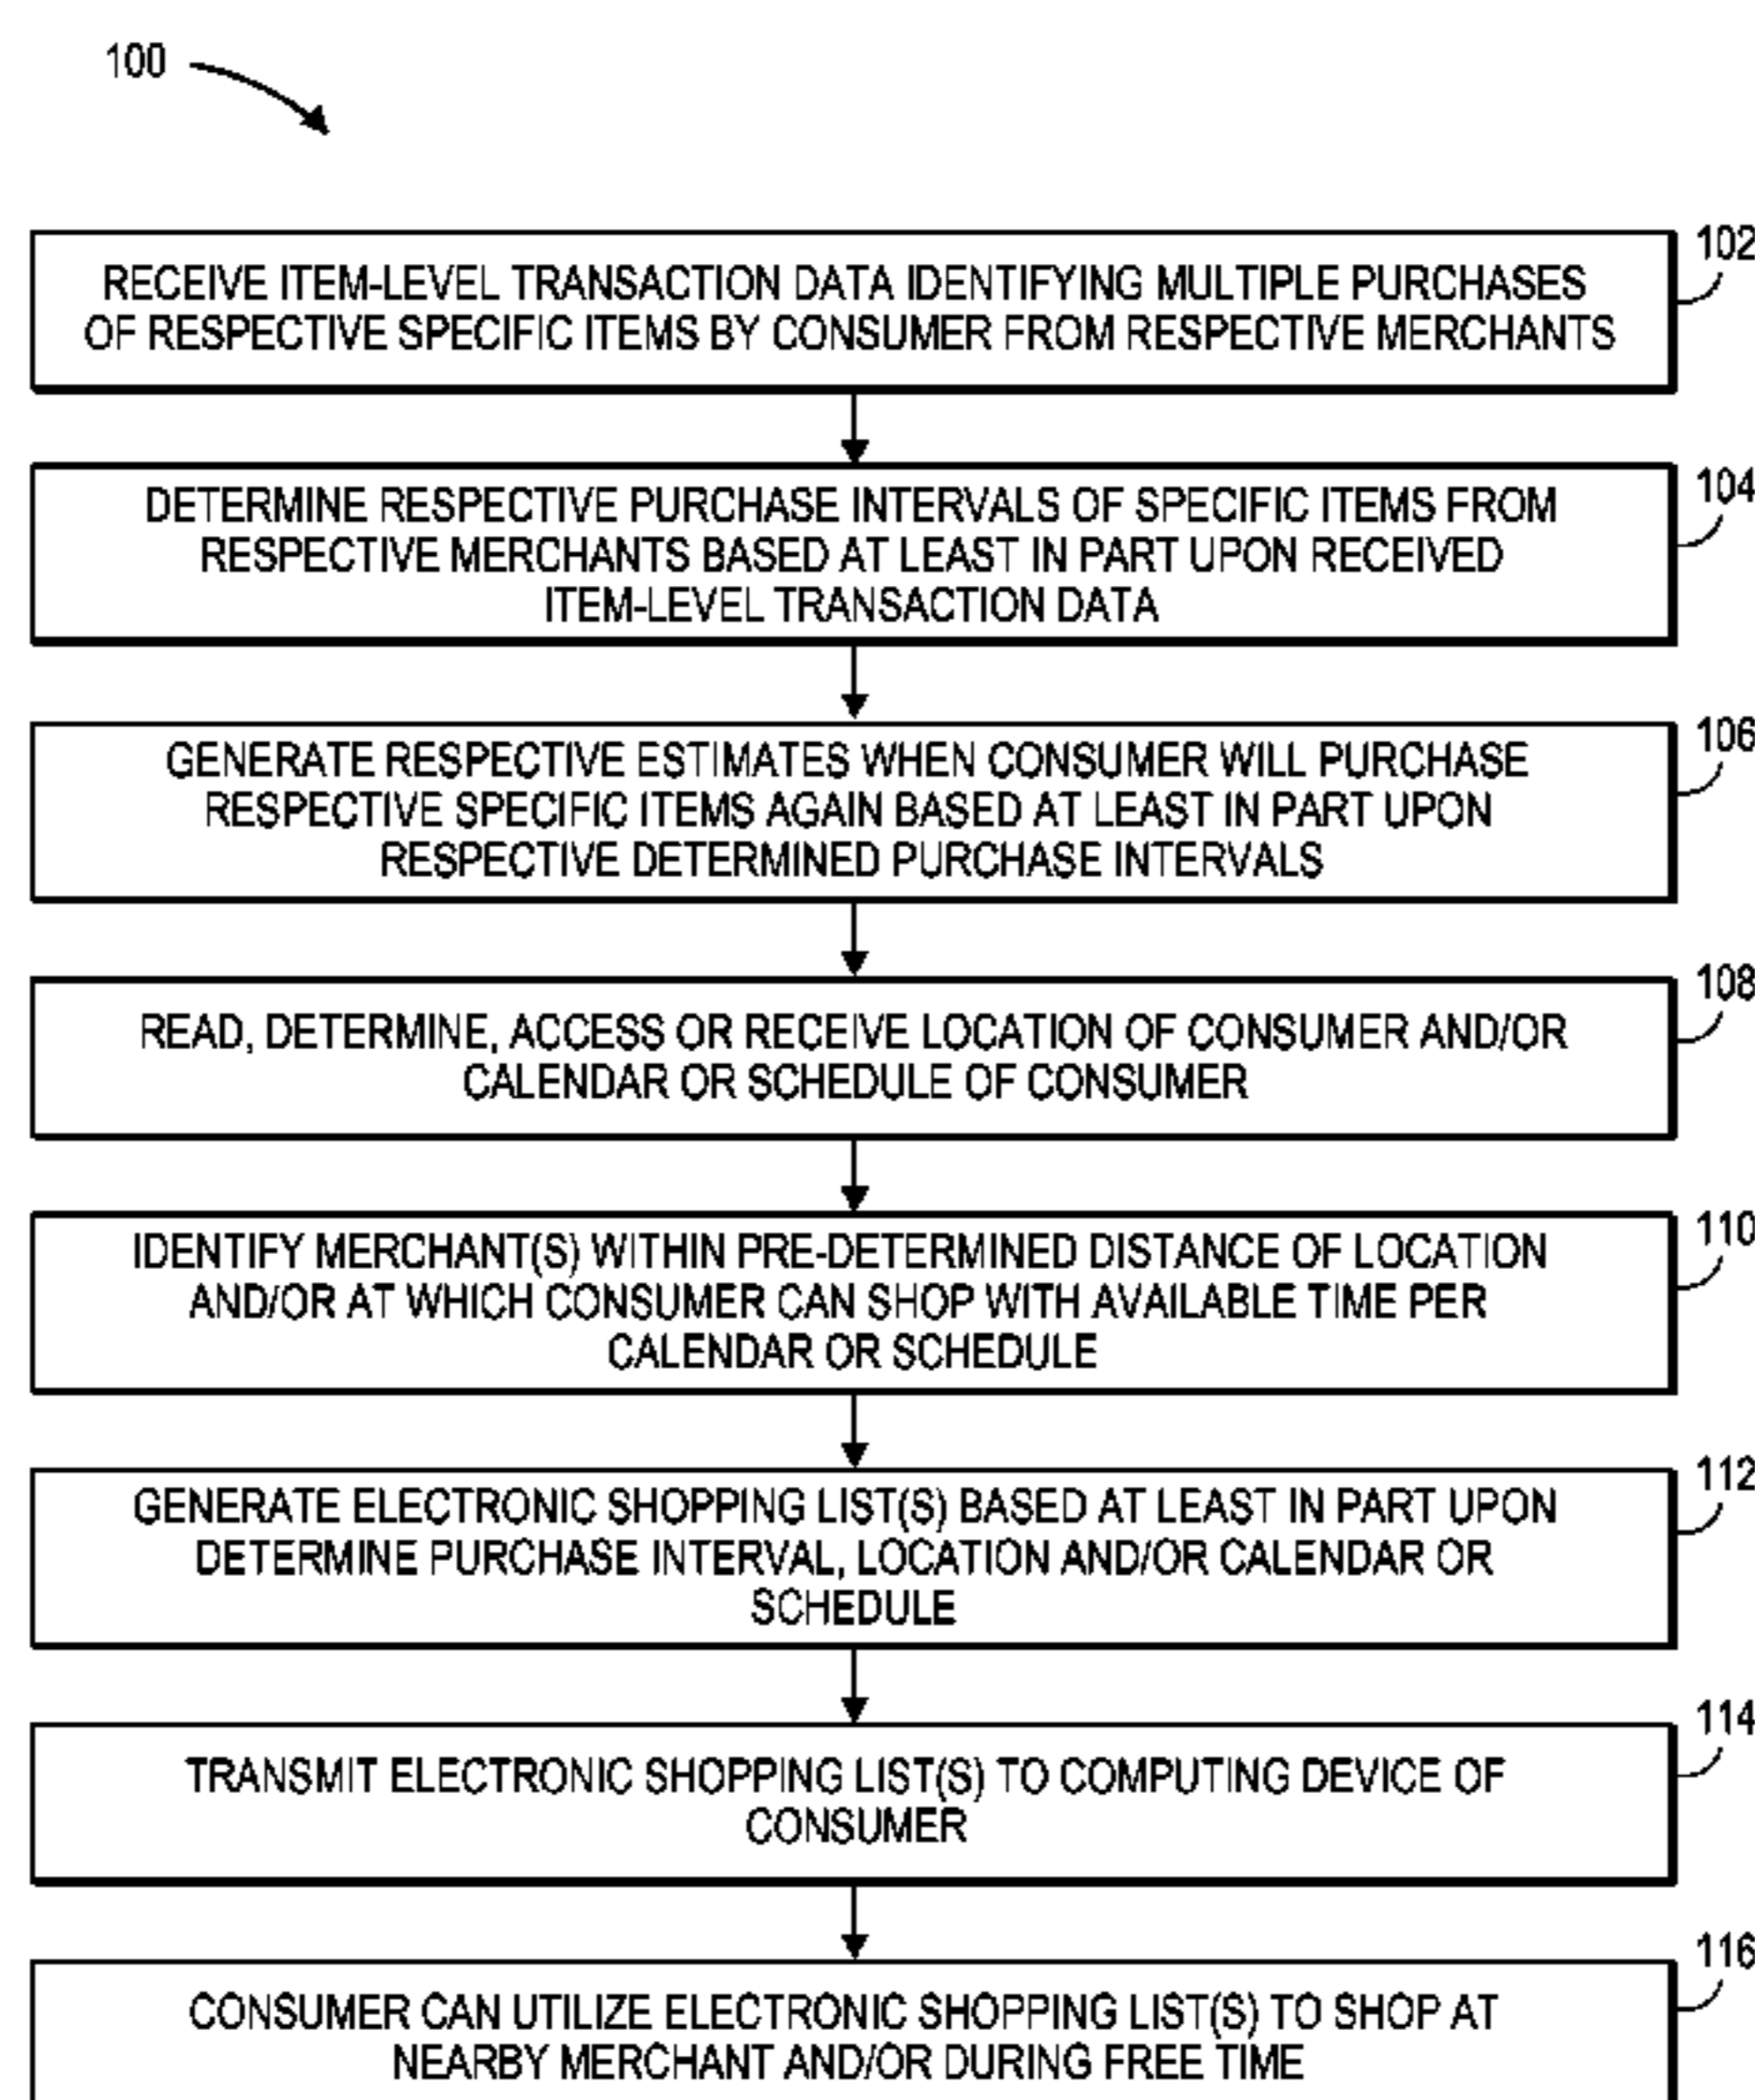 100
102
RECEIVE ITEM-LEVEL TRANSACTION DATA IDENTIFYING MULTIPLE PURCHASES
OF RESPECTIVE SPECIFIC ITEMS BY CONSUMER FROM RESPECTIVE MERCHANTS
104
DETERMINE RESPECTIVE PURCHASE INTERVALS OF SPECIFIC ITEMS FROM
RESPECTIVE MERCHANTS BASED AT LEAST IN PART UPON RECEIVED
ITEM-LEVEL TRANSACTION DATA
106
GENERATE RESPECTIVE ESTIMATES WHEN CONSUMER WILL PURCHASE
RESPECTIVE SPECIFIC ITEMS AGAIN BASED AT LEAST IN PART UPON
RESPECTIVE DETERMINED PURCHASE INTERVALS
108
READ, DETERMINE, ACCESS OR RECEIVE LOCATION OF CONSUMER AND/OR
CALENDAR OR SCHEDULE OF CONSUMER
110
IDENTIFY MERCHANT(S) WITHIN PRE-DETERMINED DISTANCE OF LOCATION
AND/OR AT WHICH CONSUMER CAN SHOP WITH AVAILABLE TIME PER
CALENDAR OR SCHEDULE
112
GENERATE ELECTRONIC SHOPPING LIST(S) BASED AT LEAST IN PART UPON
DETERMINE PURCHASE INTERVAL, LOCATION AND/OR CALENDAR OR
SCHEDULE
114
TRANSMIT ELECTRONIC SHOPPING LIST(S) TO COMPUTING DEVICE OF
CONSUMER
116
CONSUMER CAN UTILIZE ELECTRONIC SHOPPING LIST(S) TO SHOP AT
NEARBY MERCHANT AND/OR DURING FREE TIME